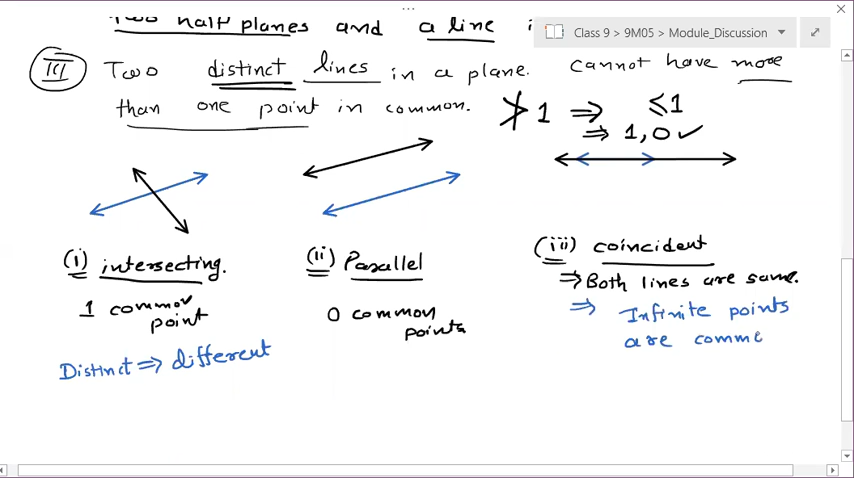 Two half planes and a line
Class 9 > 9M05 > Module_Discussion
III Two distinct lines in a plane. cannot have more
than one point in common. ≯ 1 ⇒ ≤1
⇒ 1, 0 ✓
(i) intersecting.
1 common point
Distinct ⇒ different
(ii) Parallel
0 common points
(iii) coincident
⇒ Both lines are same.
⇒ Infinite points
are comme